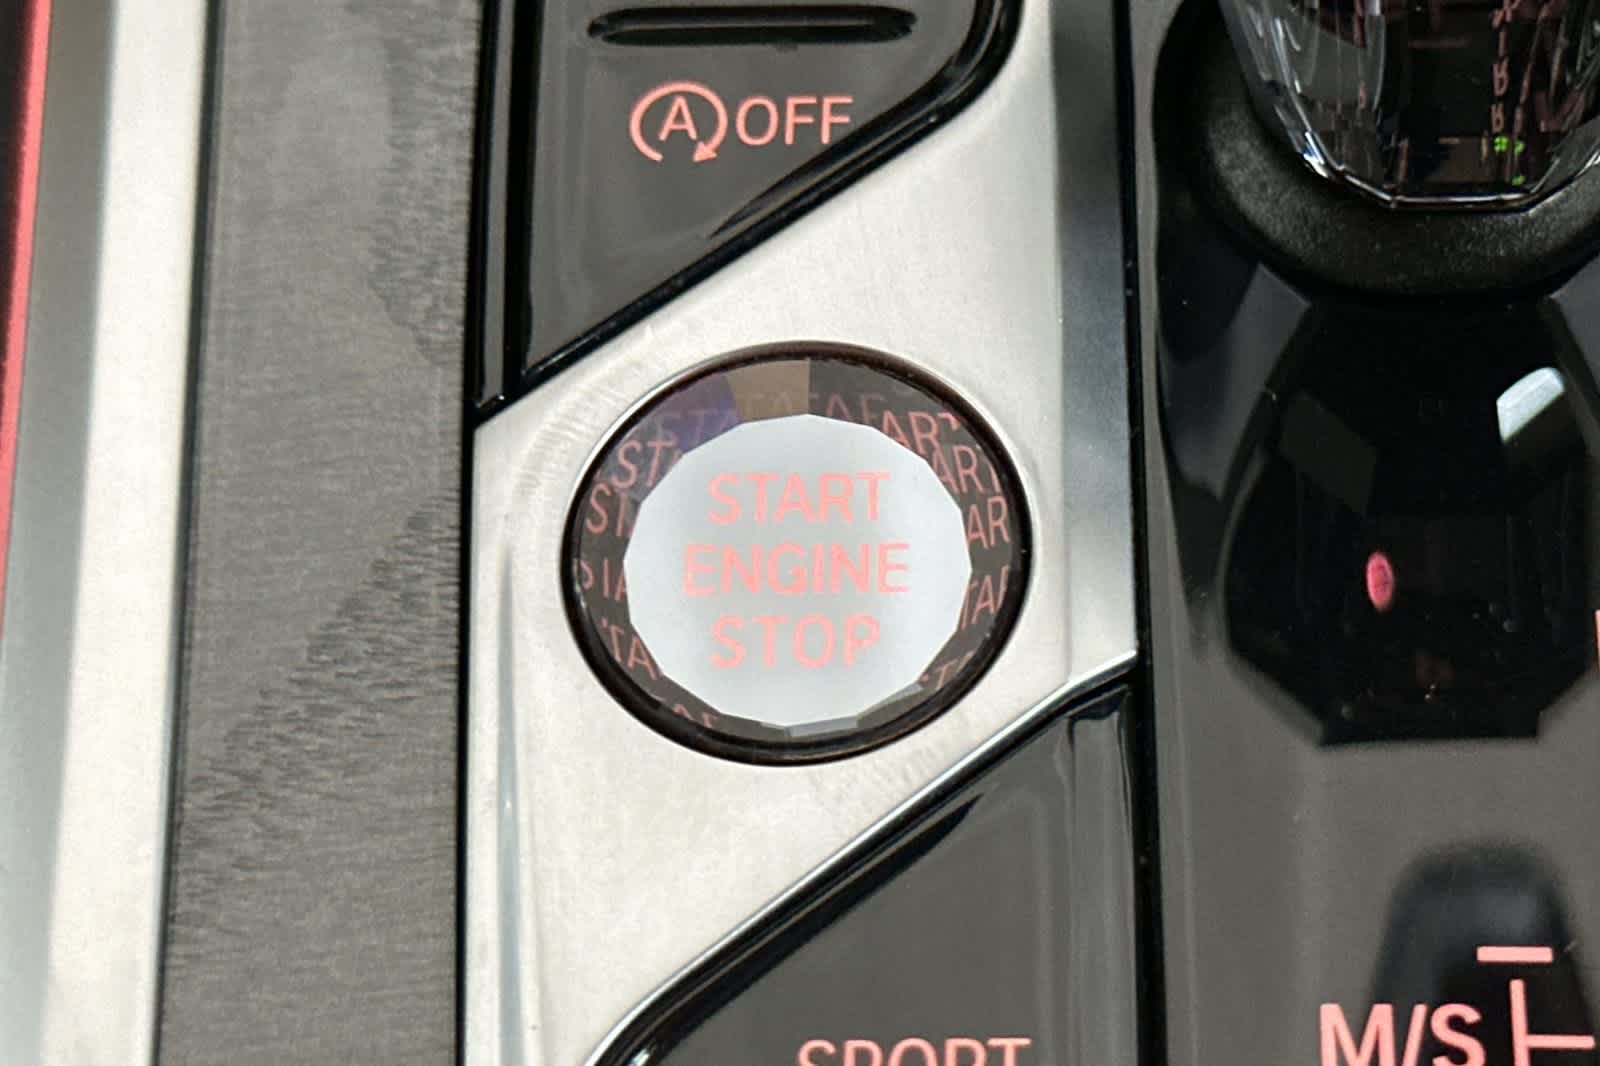 A OFF
START
ENGINE
STOP
SPORT
M/S